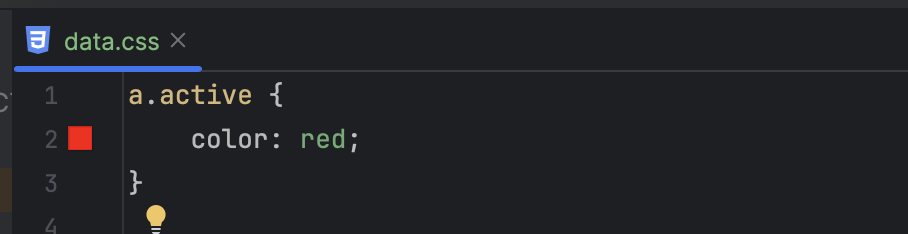 data.css
1 a.active {
2     color: red;
3 }
4